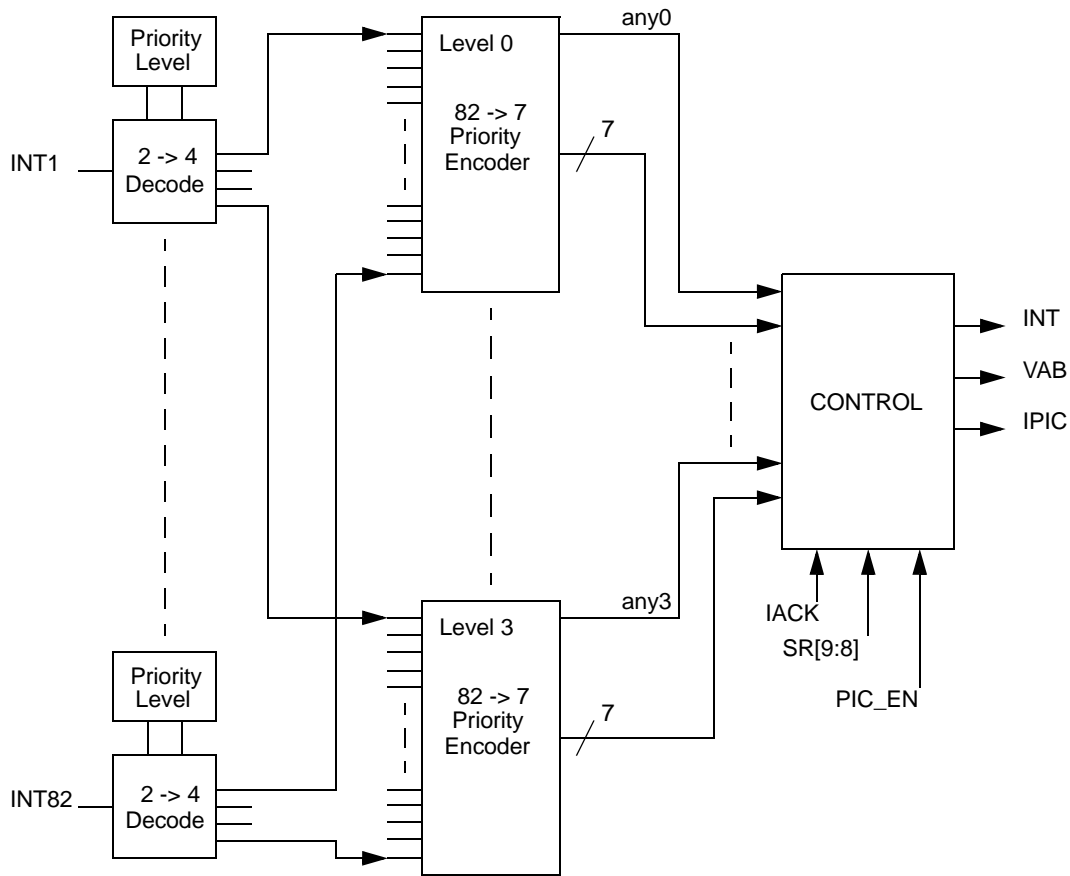 Priority
Level
INT1
2 -> 4
Decode
Level 0
82 -> 7
Priority
Encoder
any0
7
CONTROL
INT
VAB
IPIC
IACK
SR[9:8]
PIC_EN
Priority
Level
INT82
2 -> 4
Decode
Level 3
82 -> 7
Priority
Encoder
any3
7